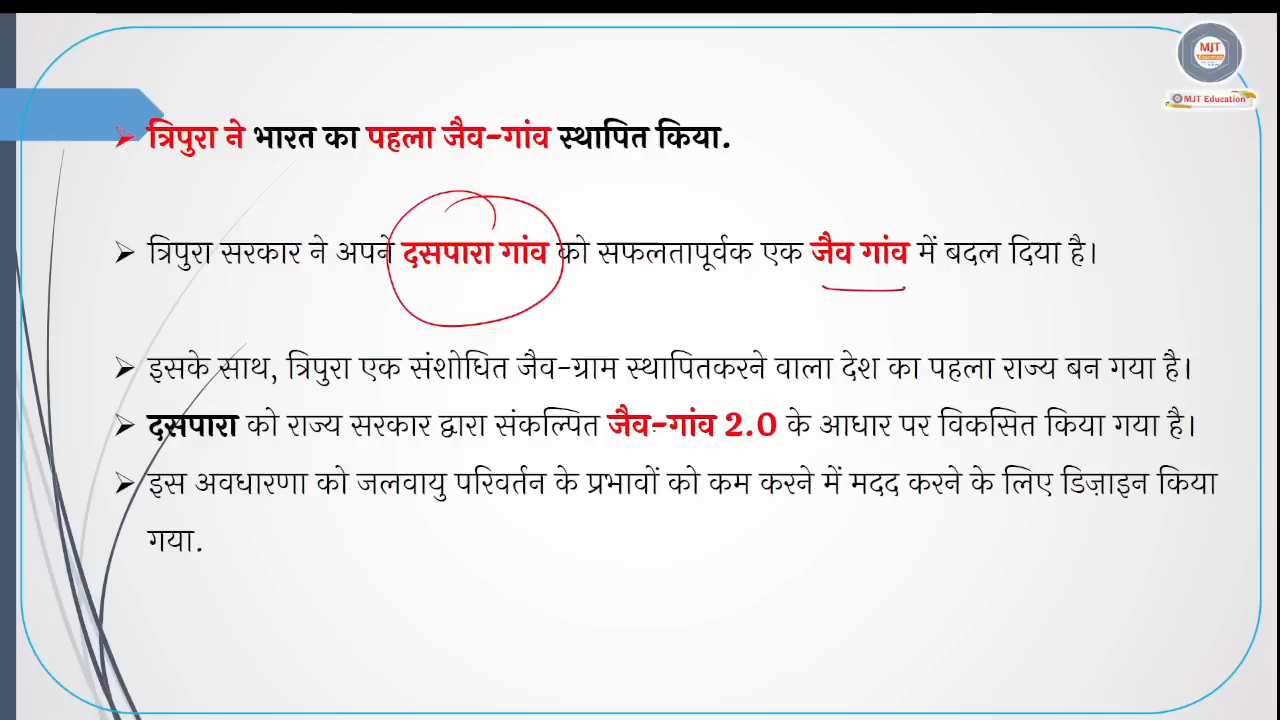 MJT
Education
MJT Education
त्रिपुरा ने भारत का पहला जैव-गांव स्थापित किया.
त्रिपुरा सरकार ने अपने दसपारा गांव को सफलतापूर्वक एक जैव गांव में बदल दिया है।
इसके साथ, त्रिपुरा एक संशोधित जैव-ग्राम स्थापितकरने वाला देश का पहला राज्य बन गया है।
दसपारा को राज्य सरकार द्वारा संकल्पित जैव-गांव 2.0 के आधार पर विकसित किया गया है।
इस अवधारणा को जलवायु परिवर्तन के प्रभावों को कम करने में मदद करने के लिए डिज़ाइन किया
गया.